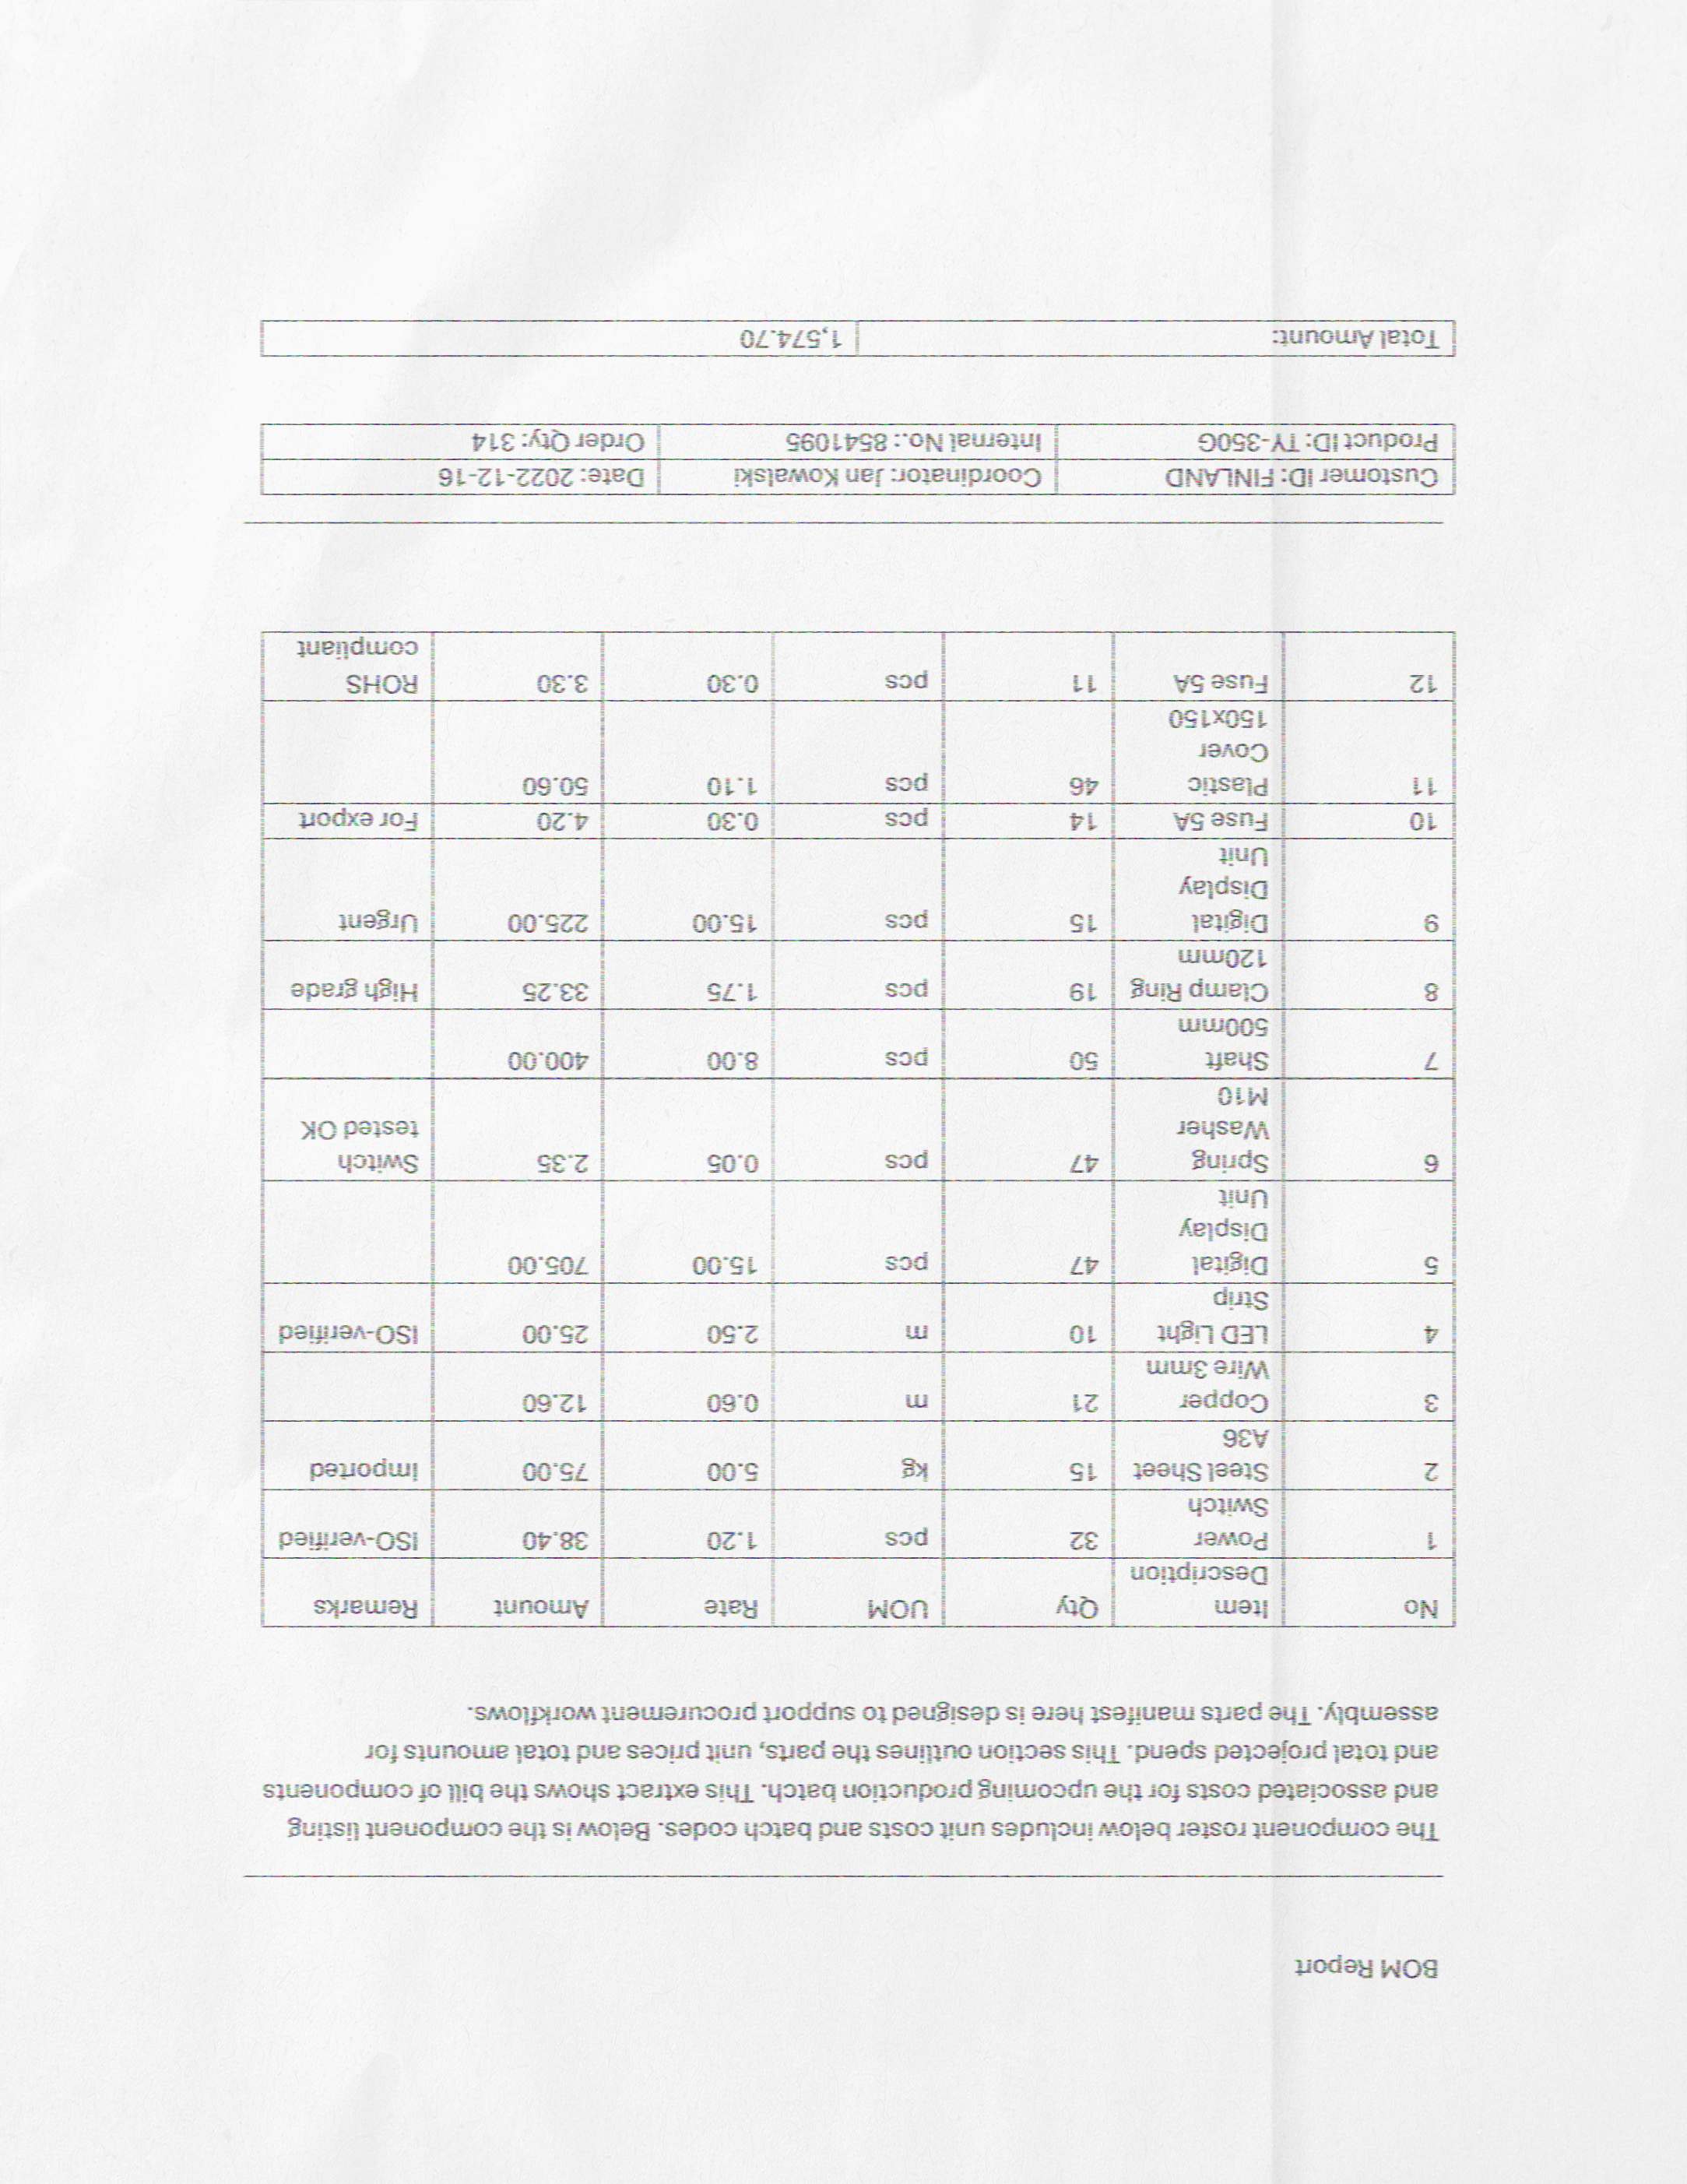 BOM Report
The component roster below includes unit costs and batch codes. Below is the component listing
and associated costs for the upcoming production batch. This extract shows the bill of components
and total projected spend. This section outlines the parts, unit prices and total amounts for
assembly. The parts manifest here is designed to support procurement workflows.
No Item Description Qty UOM Rate Amount Remarks
1 Power Switch 32 pcs 1.20 38.40 ISO-verified
2 Steel Sheet A36 15 kg 5.00 75.00 Imported
3 Copper Wire 3mm 21 m 0.60 12.60
4 LED Light Strip 10 m 2.50 25.00 ISO-verified
5 Digital Display Unit 47 pcs 15.00 705.00
6 Spring Washer M10 47 pcs 0.05 2.35 Switch tested OK
7 Shaft 500mm 50 pcs 8.00 400.00
8 Clamp Ring 120mm 19 pcs 1.75 33.25 High grade
9 Digital Display Unit 15 pcs 15.00 225.00 Urgent
10 Fuse 5A 14 pcs 0.30 4.20 For export
11 Plastic Cover 150x150 46 pcs 1.10 50.60
12 Fuse 5A 11 pcs 0.30 3.30 ROHS compliant
Customer ID: FINLAND Coordinator: Jan Kowalski Date: 2022-12-16
Product ID: TY-350G Internal No.: 8541095 Order Qty: 314
Total Amount: 1,574.70